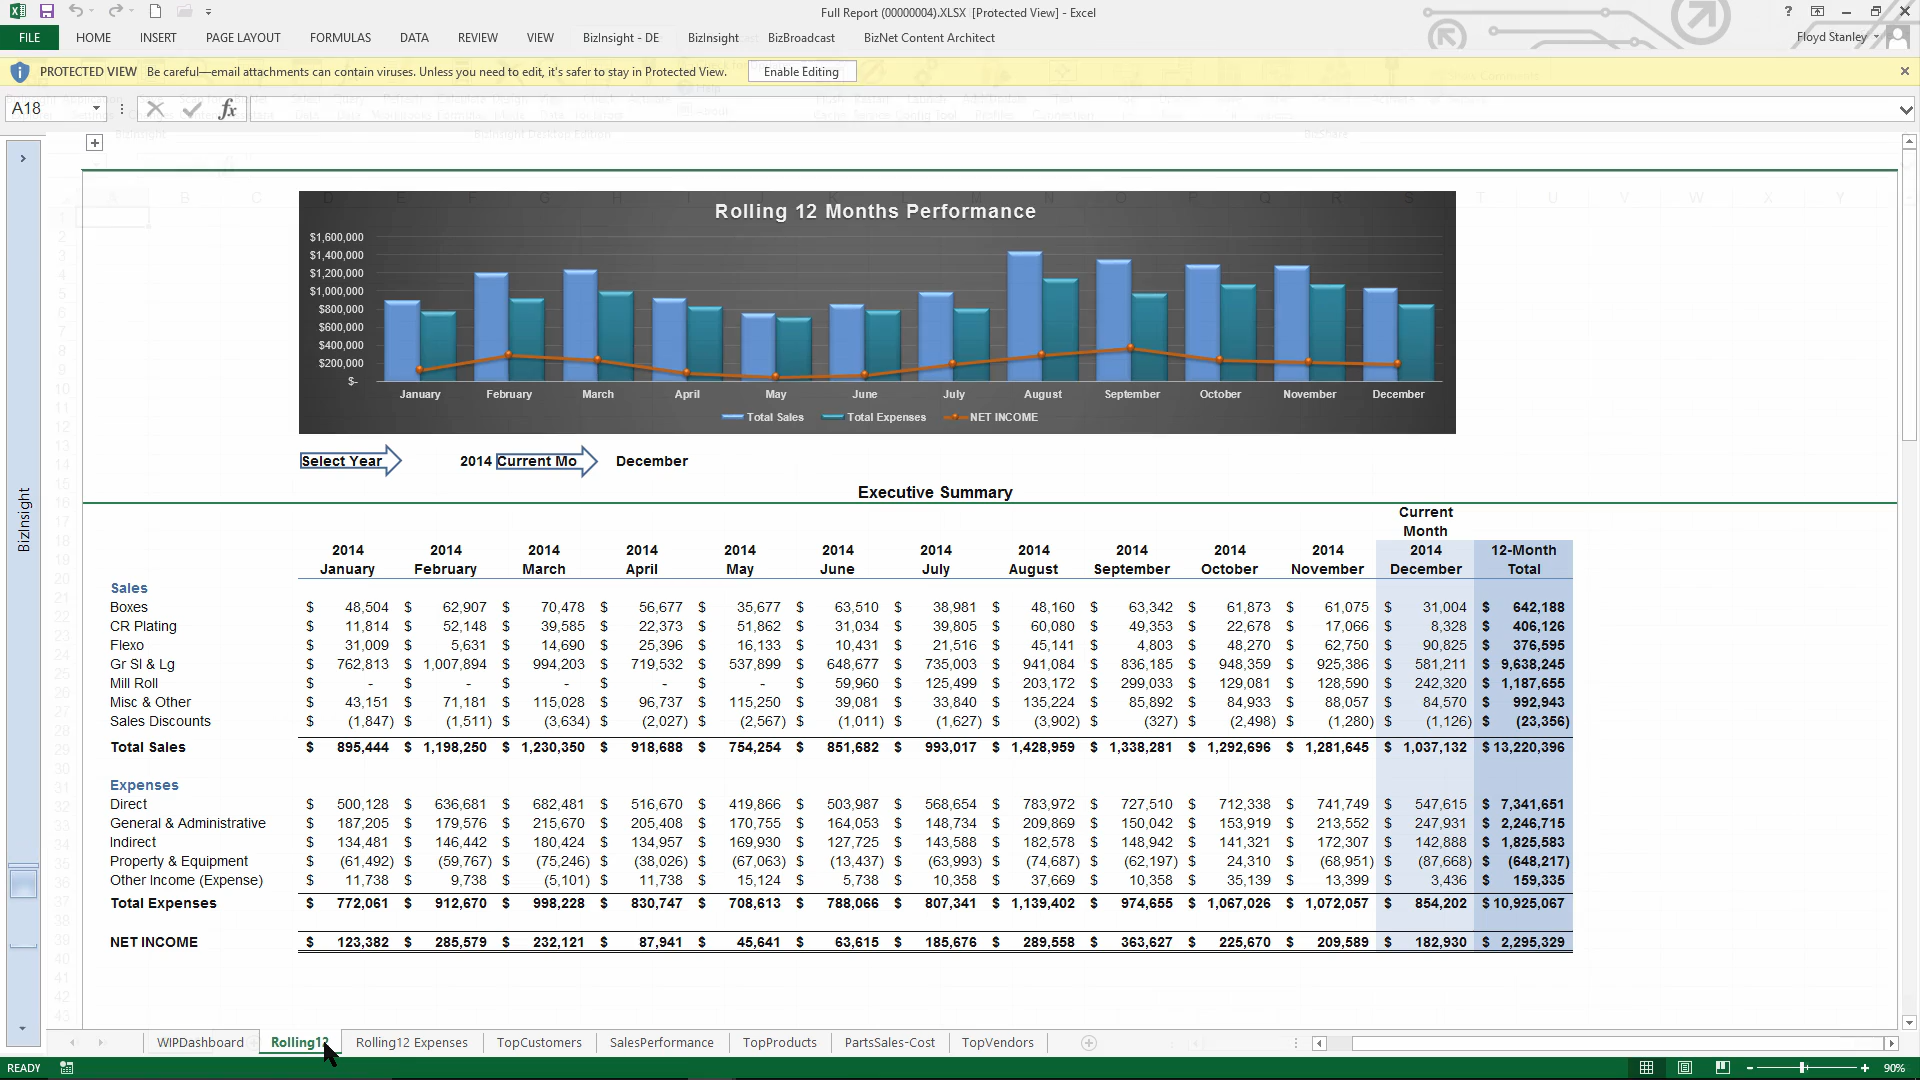 Full Report (00000004).XLSX [Protected View] - Excel
FILE HOME INSERT PAGE LAYOUT FORMULAS DATA REVIEW VIEW BizInsight - DE BizInsight BizBroadcast BizNet Content Architect Floyd Stanley
PROTECTED VIEW Be careful—email attachments can contain viruses. Unless you need to edit, it's safer to stay in Protected View. Enable Editing
A18 fx
BizInsight
Rolling 12 Months Performance
$1,600,000
$1,400,000
$1,200,000
$1,000,000
$800,000
$600,000
$400,000
$200,000
$-
January February March April May June July August September October November December
Total Sales Total Expenses NET INCOME
Select Year 2014 Current Mo December
Executive Summary
Current
Month
2014 2014 2014 2014 2014 2014 2014 2014 2014 2014 2014 2014 12-Month
January February March April May June July August September October November December Total
Sales
Boxes $ 48,504 $ 62,907 $ 70,478 $ 56,677 $ 35,677 $ 63,510 $ 38,981 $ 48,160 $ 63,342 $ 61,873 $ 61,075 $ 31,004 $ 642,188
CR Plating $ 11,814 $ 52,148 $ 39,585 $ 22,373 $ 51,862 $ 31,034 $ 39,805 $ 60,080 $ 49,353 $ 22,678 $ 17,066 $ 8,328 $ 406,126
Flexo $ 31,009 $ 5,631 $ 14,690 $ 25,396 $ 16,133 $ 10,431 $ 21,516 $ 45,141 $ 4,803 $ 48,270 $ 62,750 $ 90,825 $ 376,595
Gr Sl & Lg $ 762,813 $ 1,007,894 $ 994,203 $ 719,532 $ 537,899 $ 648,677 $ 735,003 $ 941,084 $ 836,185 $ 948,359 $ 925,386 $ 581,211 $ 9,638,245
Mill Roll $ - $ - $ - $ - $ - $ 59,960 $ 125,499 $ 203,172 $ 299,033 $ 129,081 $ 128,590 $ 242,320 $ 1,187,655
Misc & Other $ 43,151 $ 71,181 $ 115,028 $ 96,737 $ 115,250 $ 39,081 $ 33,840 $ 135,224 $ 85,892 $ 84,933 $ 88,057 $ 84,570 $ 992,943
Sales Discounts $ (1,847) $ (1,511) $ (3,634) $ (2,027) $ (2,567) $ (1,011) $ (1,627) $ (3,902) $ (327) $ (2,498) $ (1,280) $ (1,126) $ (23,356)
Total Sales $ 895,444 $ 1,198,250 $ 1,230,350 $ 918,688 $ 754,254 $ 851,682 $ 993,017 $ 1,428,959 $ 1,338,281 $ 1,292,696 $ 1,281,645 $ 1,037,132 $ 13,220,396
Expenses
Direct $ 500,128 $ 636,681 $ 682,481 $ 516,670 $ 419,866 $ 503,987 $ 568,654 $ 783,972 $ 727,510 $ 712,338 $ 741,749 $ 547,615 $ 7,341,651
General & Administrative $ 187,205 $ 179,576 $ 215,670 $ 205,408 $ 170,755 $ 164,053 $ 148,734 $ 209,869 $ 150,042 $ 153,919 $ 213,552 $ 247,931 $ 2,246,715
Indirect $ 134,481 $ 146,442 $ 180,424 $ 134,957 $ 169,930 $ 127,725 $ 143,588 $ 182,578 $ 148,942 $ 141,321 $ 172,307 $ 142,888 $ 1,825,583
Property & Equipment $ (61,492) $ (59,767) $ (75,246) $ (38,026) $ (67,063) $ (13,437) $ (63,993) $ (74,687) $ (62,197) $ 24,310 $ (68,951) $ (87,668) $ (648,217)
Other Income (Expense) $ 11,738 $ 9,738 $ (5,101) $ 11,738 $ 15,124 $ 5,738 $ 10,358 $ 37,669 $ 10,358 $ 35,139 $ 13,399 $ 3,436 $ 159,335
Total Expenses $ 772,061 $ 912,670 $ 998,228 $ 830,747 $ 708,613 $ 788,066 $ 807,341 $ 1,139,402 $ 974,655 $ 1,067,026 $ 1,072,057 $ 854,202 $ 10,925,067
NET INCOME $ 123,382 $ 285,579 $ 232,121 $ 87,941 $ 45,641 $ 63,615 $ 185,676 $ 289,558 $ 363,627 $ 225,670 $ 209,589 $ 182,930 $ 2,295,329
WIPDashboard Rolling12 Rolling12 Expenses TopCustomers SalesPerformance TopProducts PartsSales-Cost TopVendors
READY 90%